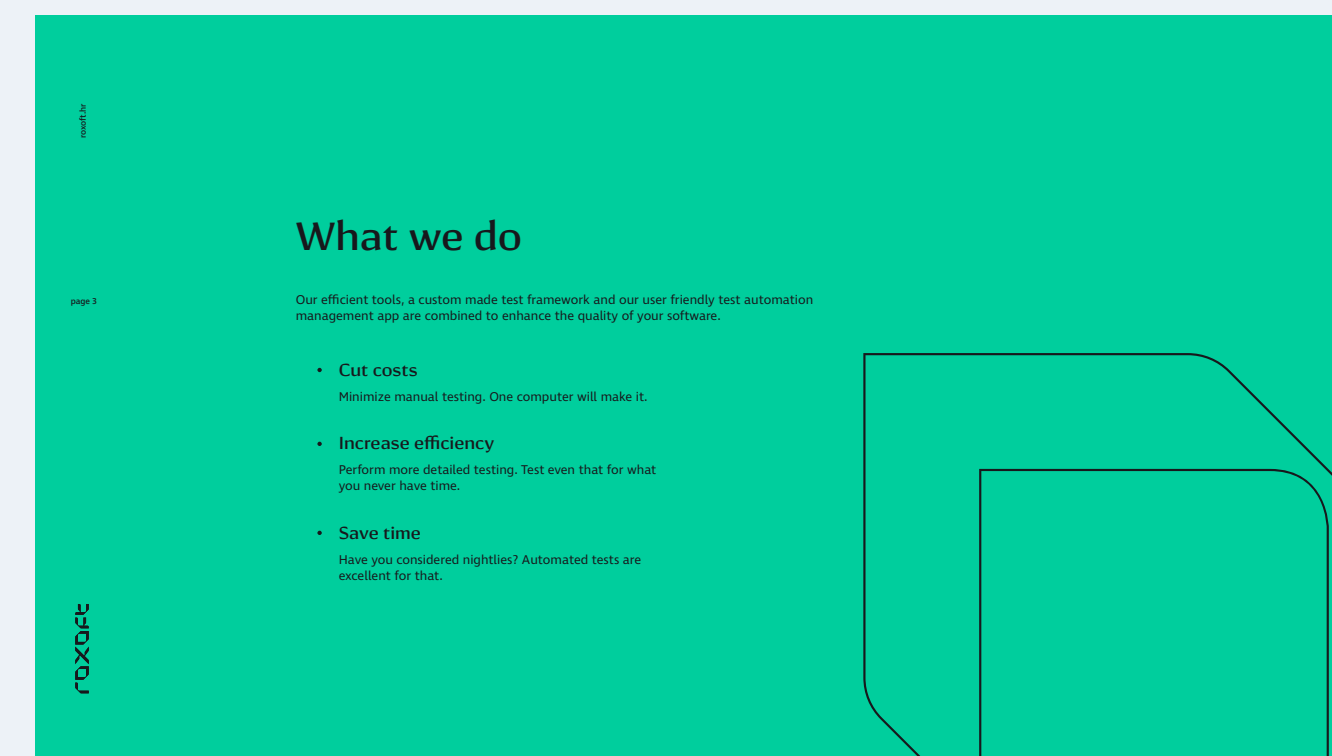 roxoft.hr
What we do
page 3
Our efficient tools, a custom made test framework and our user friendly test automation
management app are combined to enhance the quality of your software.
• Cut costs
Minimize manual testing. One computer will make it.
• Increase efficiency
Perform more detailed testing. Test even that for what
you never have time.
• Save time
Have you considered nightlies? Automated tests are
excellent for that.
roxoft